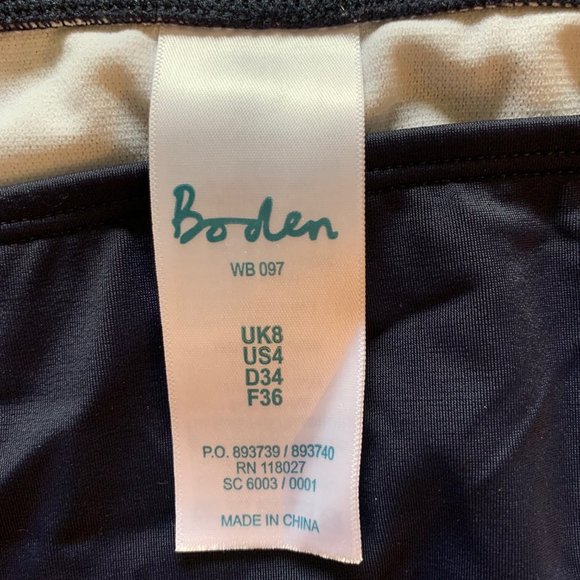 Boden
WB 097
UK8
US4
D34
F36
P.O. 893739 / 893740
RN 118027
SC 6003 / 0001
MADE IN CHINA